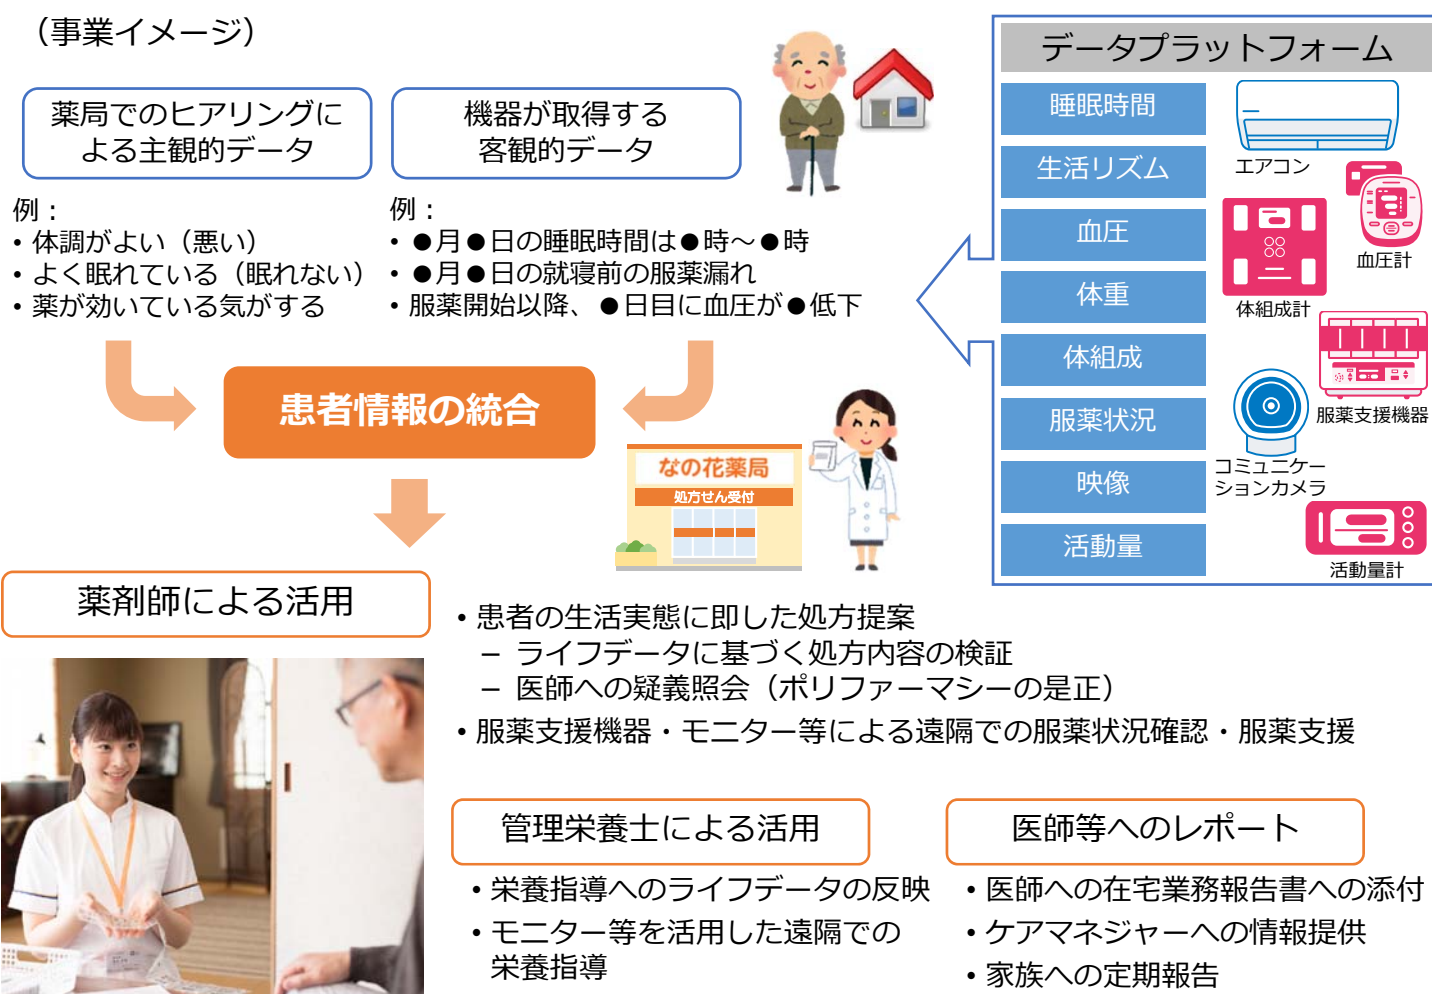 （事業イメージ）
薬局でのヒアリングに
よる主観的データ
機器が取得する
客観的データ
例：
・体調がよい（悪い）
・よく眠れている（眠れない）
・薬が効いている気がする
例：
・●月●日の睡眠時間は●時～●時
・●月●日の就寝前の服薬漏れ
・服薬開始以降、●日目に血圧が●低下
データプラットフォーム
睡眠時間
生活リズム
血圧
体重
体組成
服薬状況
映像
活動量
エアコン
血圧計
体組成計
服薬支援機器
コミュニケー
ションカメラ
活動量計
患者情報の統合
なの花薬局
処方せん受付
薬剤師による活用
・患者の生活実態に即した処方提案
－ ライフデータに基づく処方内容の検証
－ 医師への疑義照会（ポリファーマシーの是正）
・服薬支援機器・モニター等による遠隔での服薬状況確認・服薬支援
管理栄養士による活用
・栄養指導へのライフデータの反映
・モニター等を活用した遠隔での
栄養指導
医師等へのレポート
・医師への在宅業務報告書への添付
・ケアマネジャーへの情報提供
・家族への定期報告